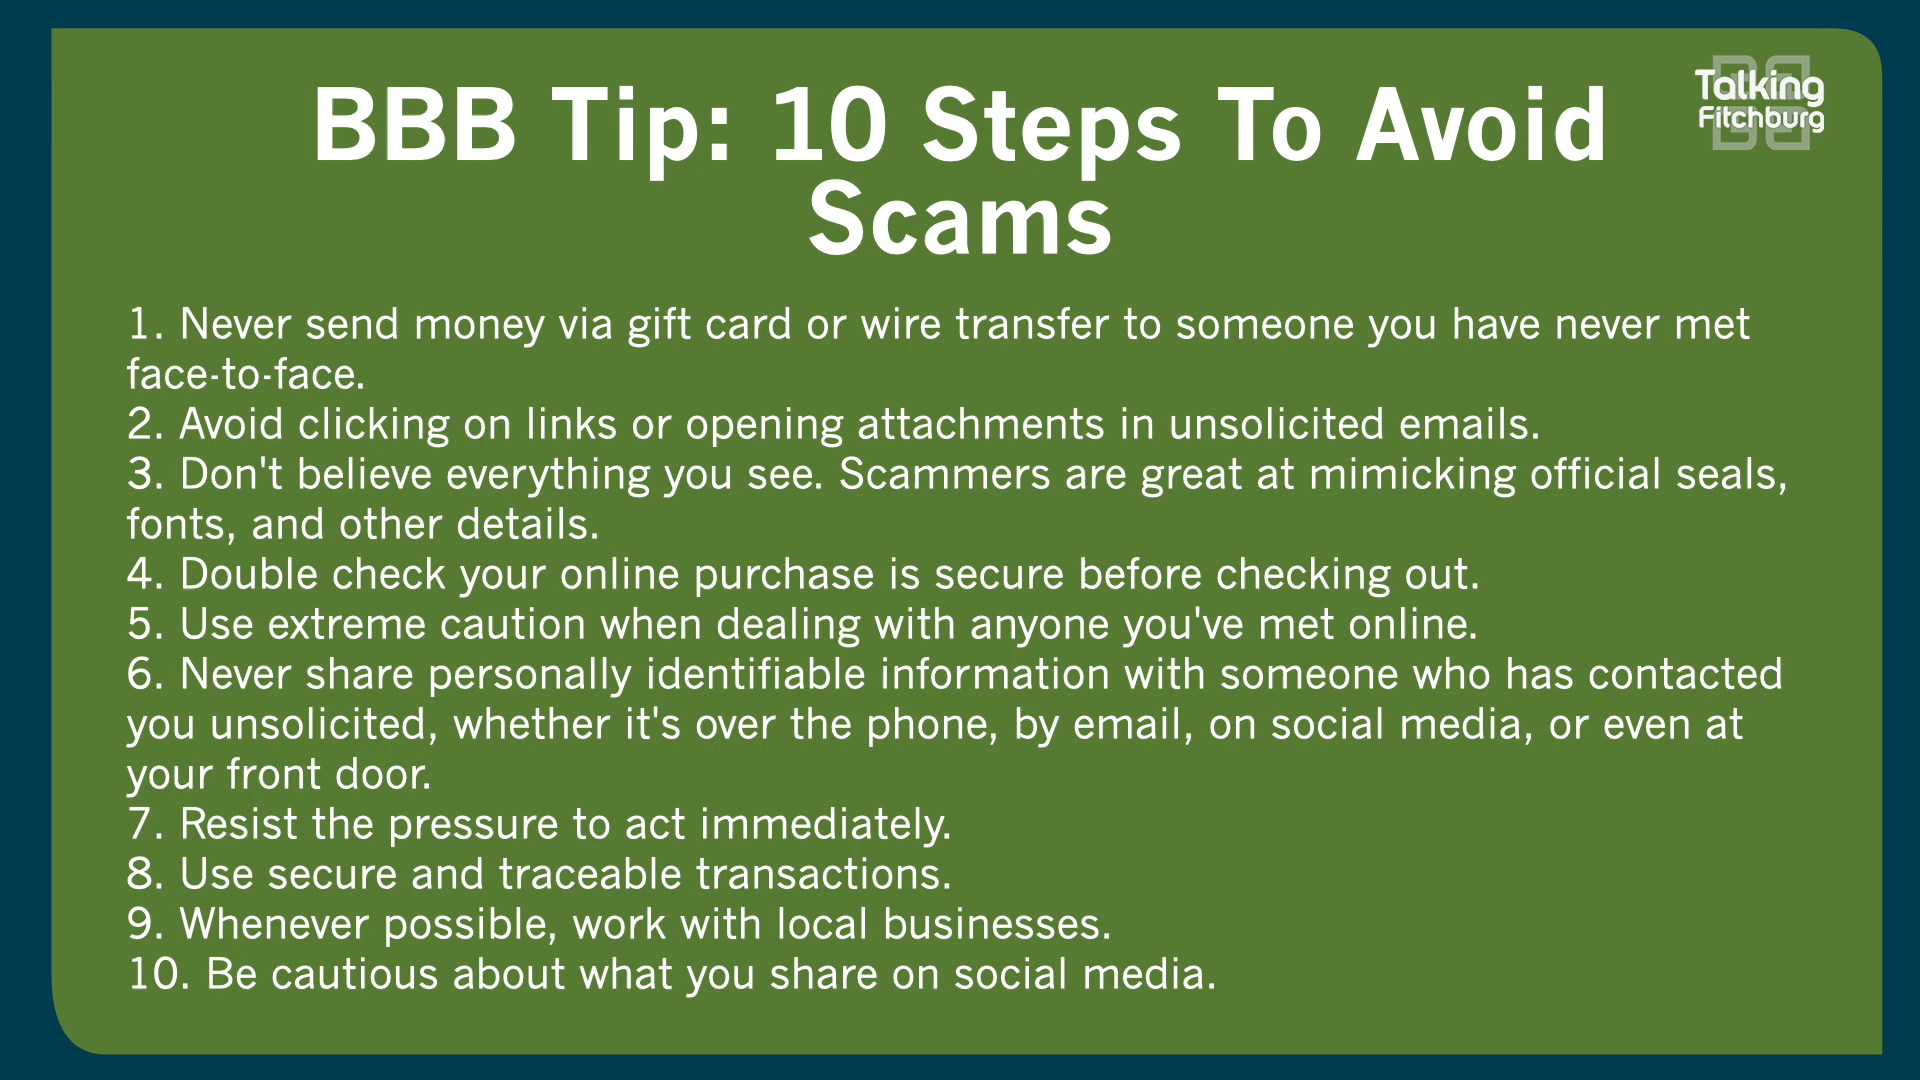 BBB Tip: 10 Steps To Avoid
Scams
Talking
Fitchburg
1. Never send money via gift card or wire transfer to someone you have never met
face-to-face.
2. Avoid clicking on links or opening attachments in unsolicited emails.
3. Don't believe everything you see. Scammers are great at mimicking official seals,
fonts, and other details.
4. Double check your online purchase is secure before checking out.
5. Use extreme caution when dealing with anyone you've met online.
6. Never share personally identifiable information with someone who has contacted
you unsolicited, whether it's over the phone, by email, on social media, or even at
your front door.
7. Resist the pressure to act immediately.
8. Use secure and traceable transactions.
9. Whenever possible, work with local businesses.
10. Be cautious about what you share on social media.